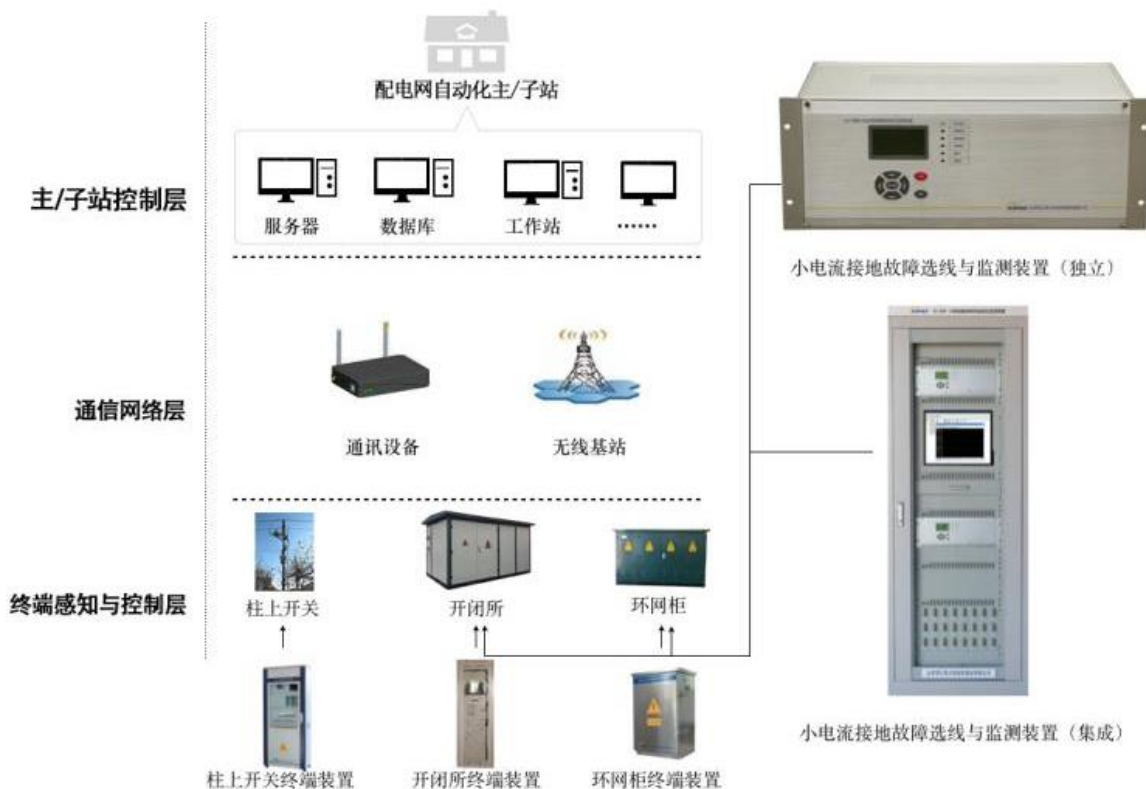 配电网自动化主/子站
主/子站控制层
服务器
数据库
工作站
······
小电流接地故障选线与监测装置（独立）
通信网络层
通讯设备
无线基站
终端感知与控制层
柱上开关
开闭所
环网柜
小电流接地故障选线与监测装置（集成）
柱上开关终端装置
开闭所终端装置
环网柜终端装置